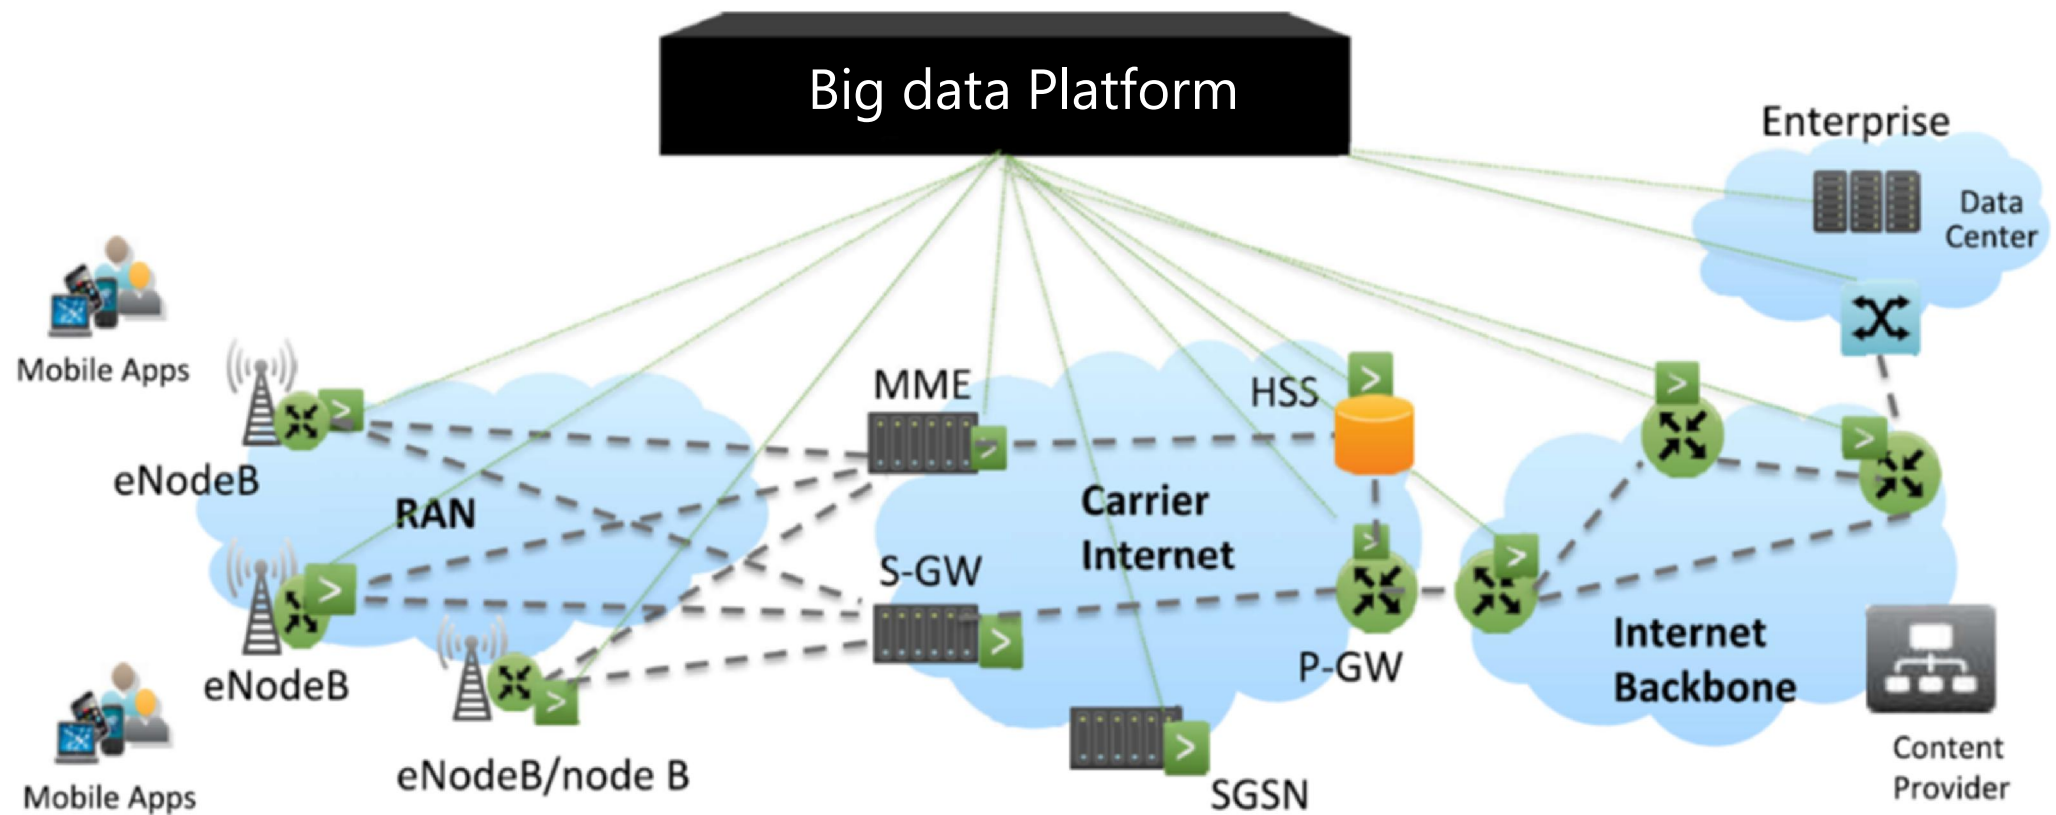 Big data Platform
Enterprise
Data
Center
Mobile Apps
eNodeB
RAN
MME
HSS
Carrier
Internet
S-GW
eNodeB
P-GW
Internet
Backbone
eNodeB/node B
SGSN
Content
Provider
Mobile Apps